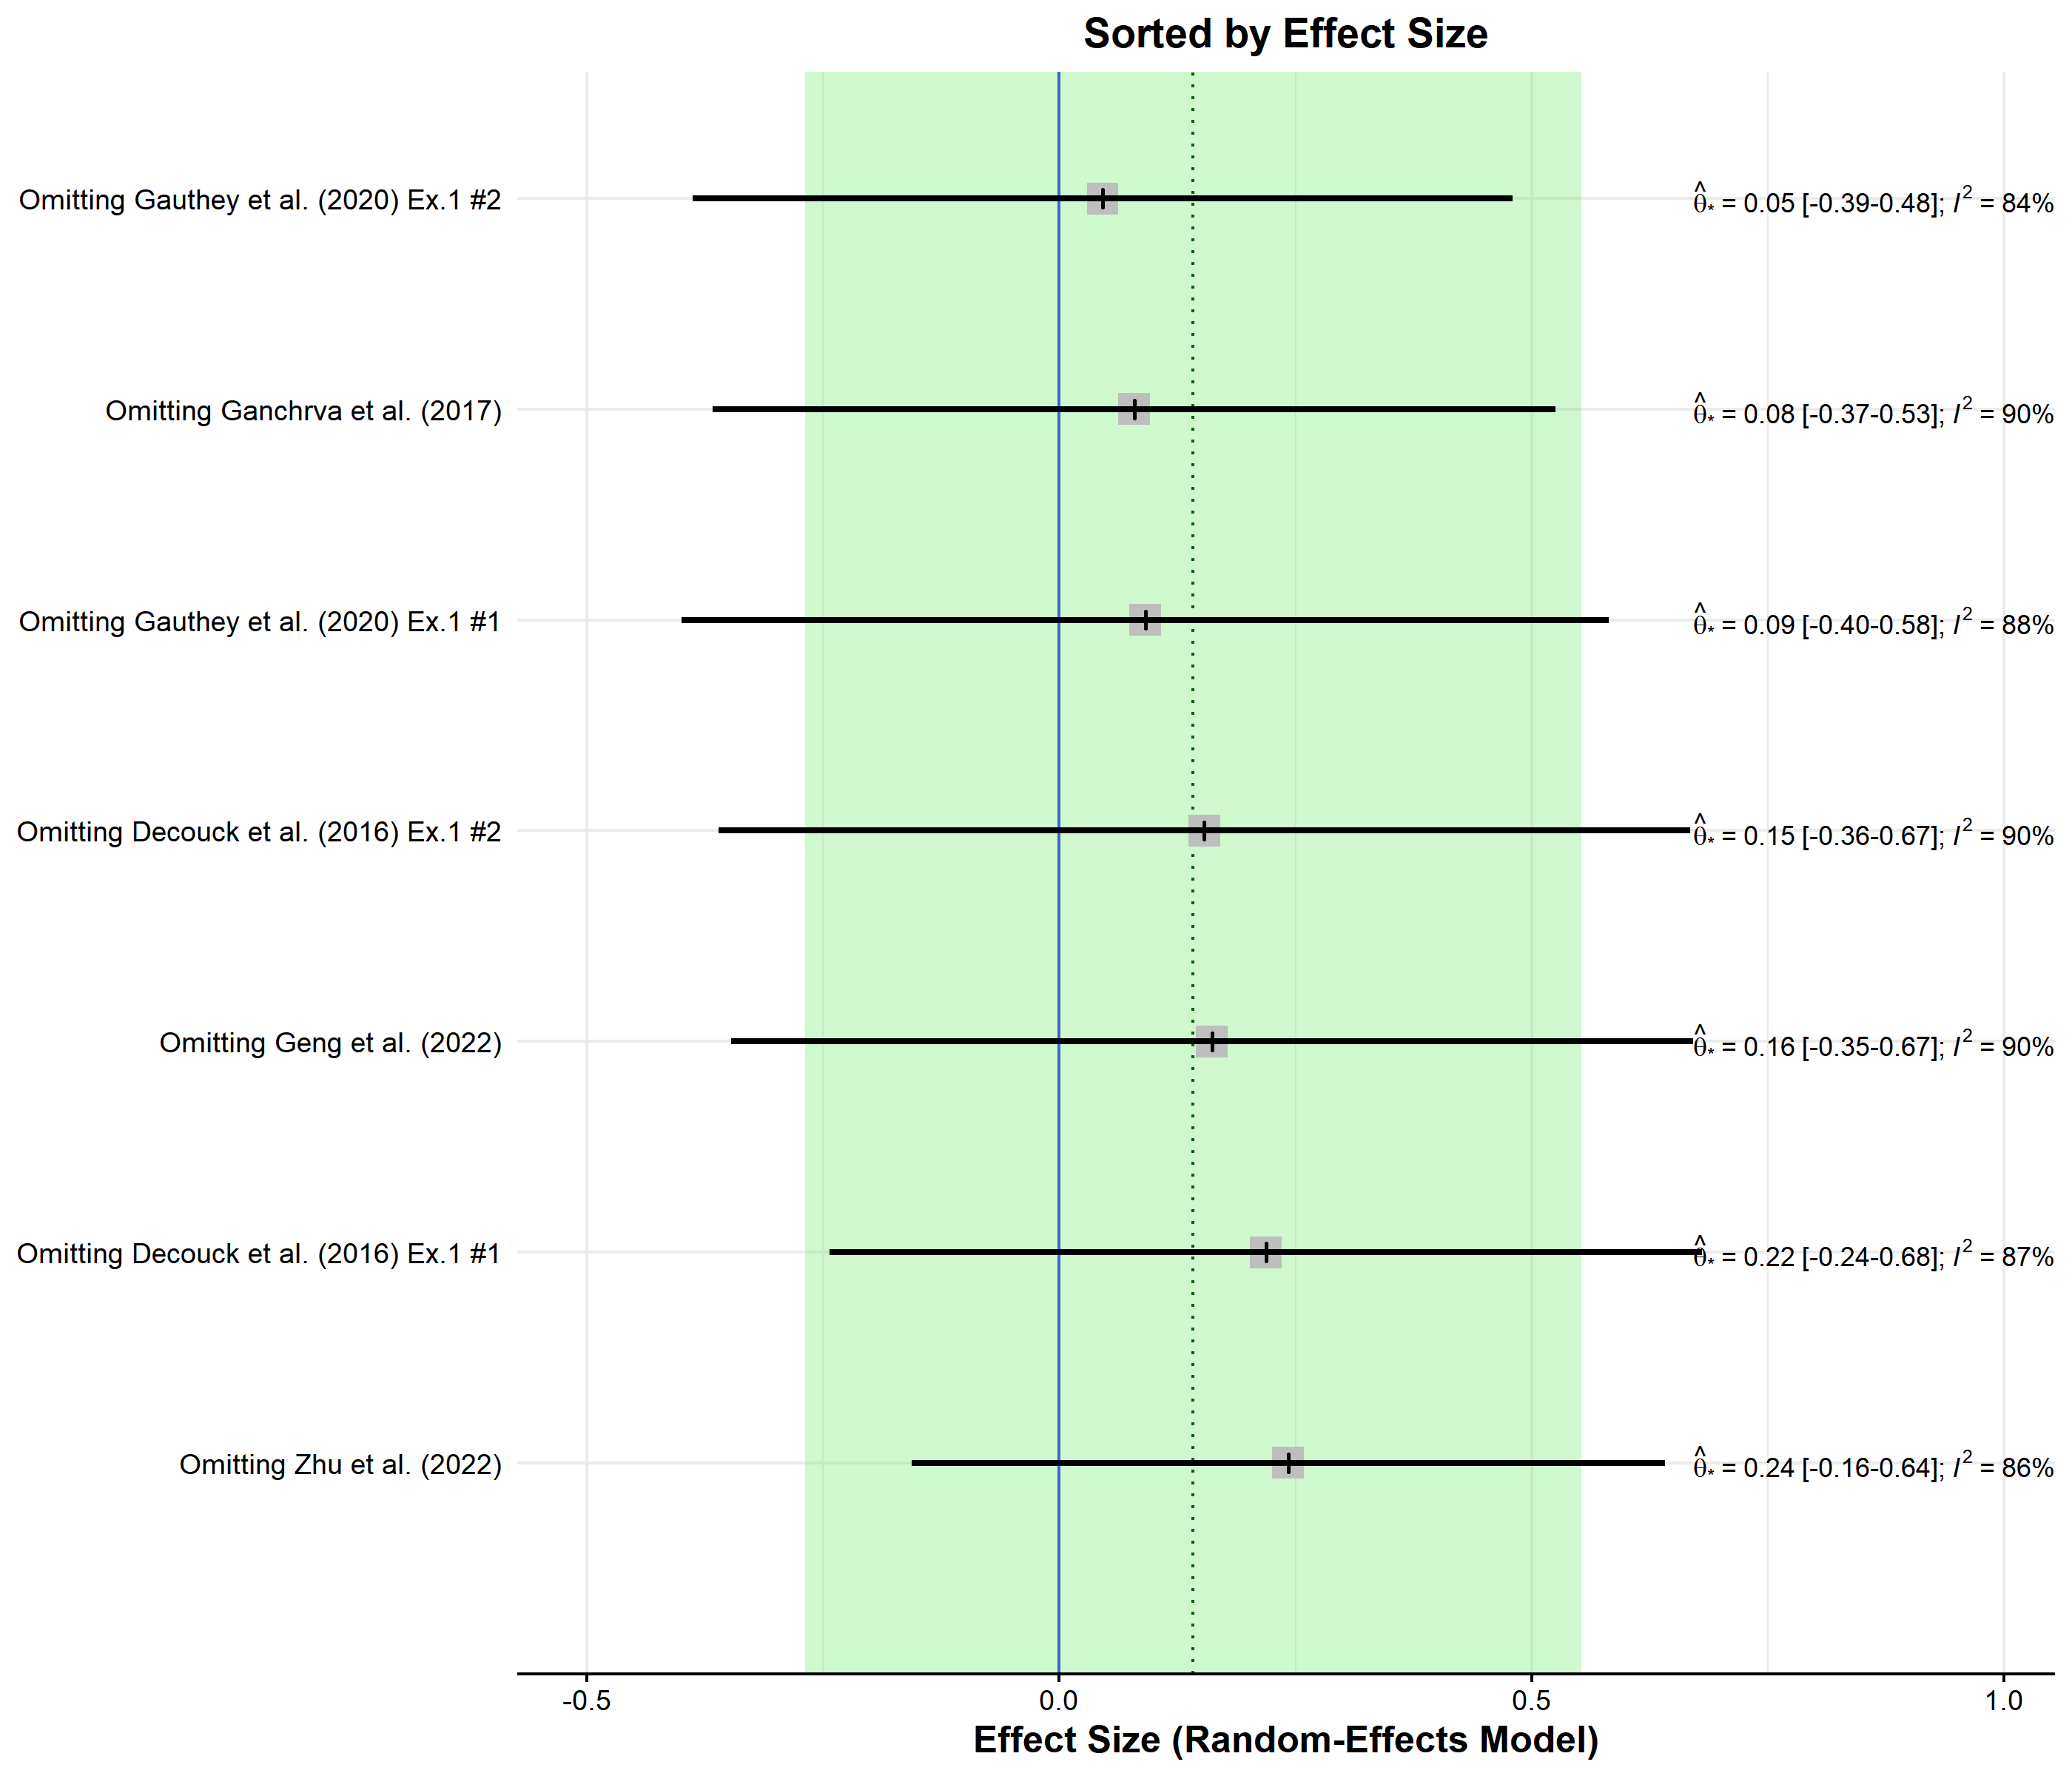 Sorted by Effect Size
Omitting Gauthey et al. (2020) Ex.1 #2 θ̂* = 0.05 [-0.39-0.48]; I² = 84%
Omitting Ganchrva et al. (2017) θ̂* = 0.08 [-0.37-0.53]; I² = 90%
Omitting Gauthey et al. (2020) Ex.1 #1 θ̂* = 0.09 [-0.40-0.58]; I² = 88%
Omitting Decouck et al. (2016) Ex.1 #2 θ̂* = 0.15 [-0.36-0.67]; I² = 90%
Omitting Geng et al. (2022) θ̂* = 0.16 [-0.35-0.67]; I² = 90%
Omitting Decouck et al. (2016) Ex.1 #1 θ̂* = 0.22 [-0.24-0.68]; I² = 87%
Omitting Zhu et al. (2022) θ̂* = 0.24 [-0.16-0.64]; I² = 86%
-0.5 0.0 0.5 1.0
Effect Size (Random-Effects Model)